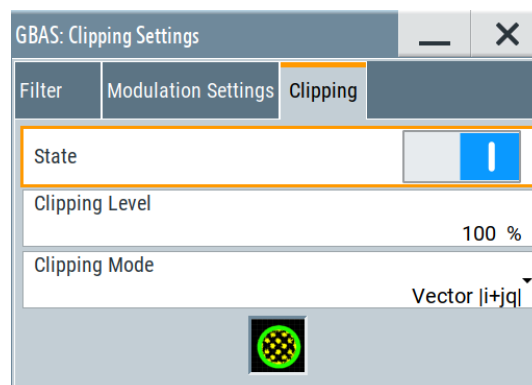 GBAS: Clipping Settings
Filter
Modulation Settings
Clipping
State
Clipping Level
100 %
Clipping Mode
Vector |i+jq|